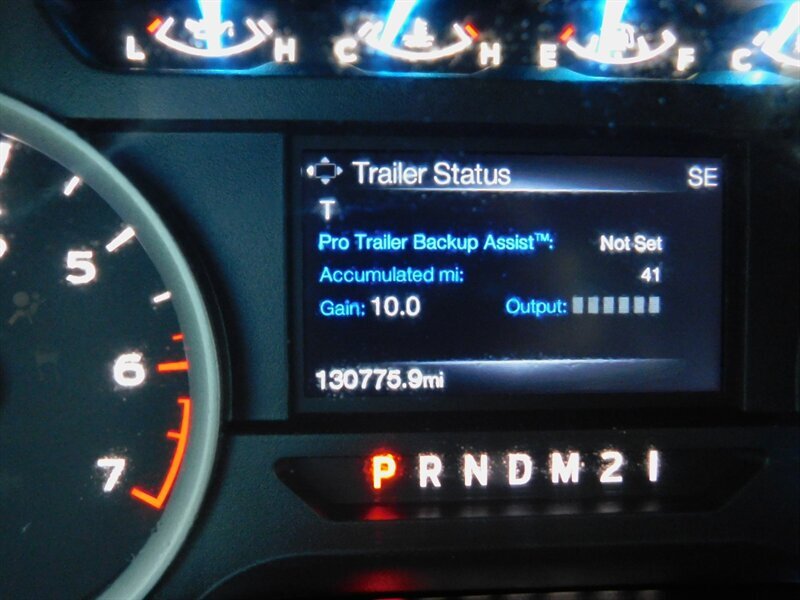 L H C H E F C
Trailer Status SE
T
Pro Trailer Backup Assist™: Not Set
Accumulated mi: 41
Gain: 10.0 Output:
130775.9mi
5
6
7
P R N D M 2 1